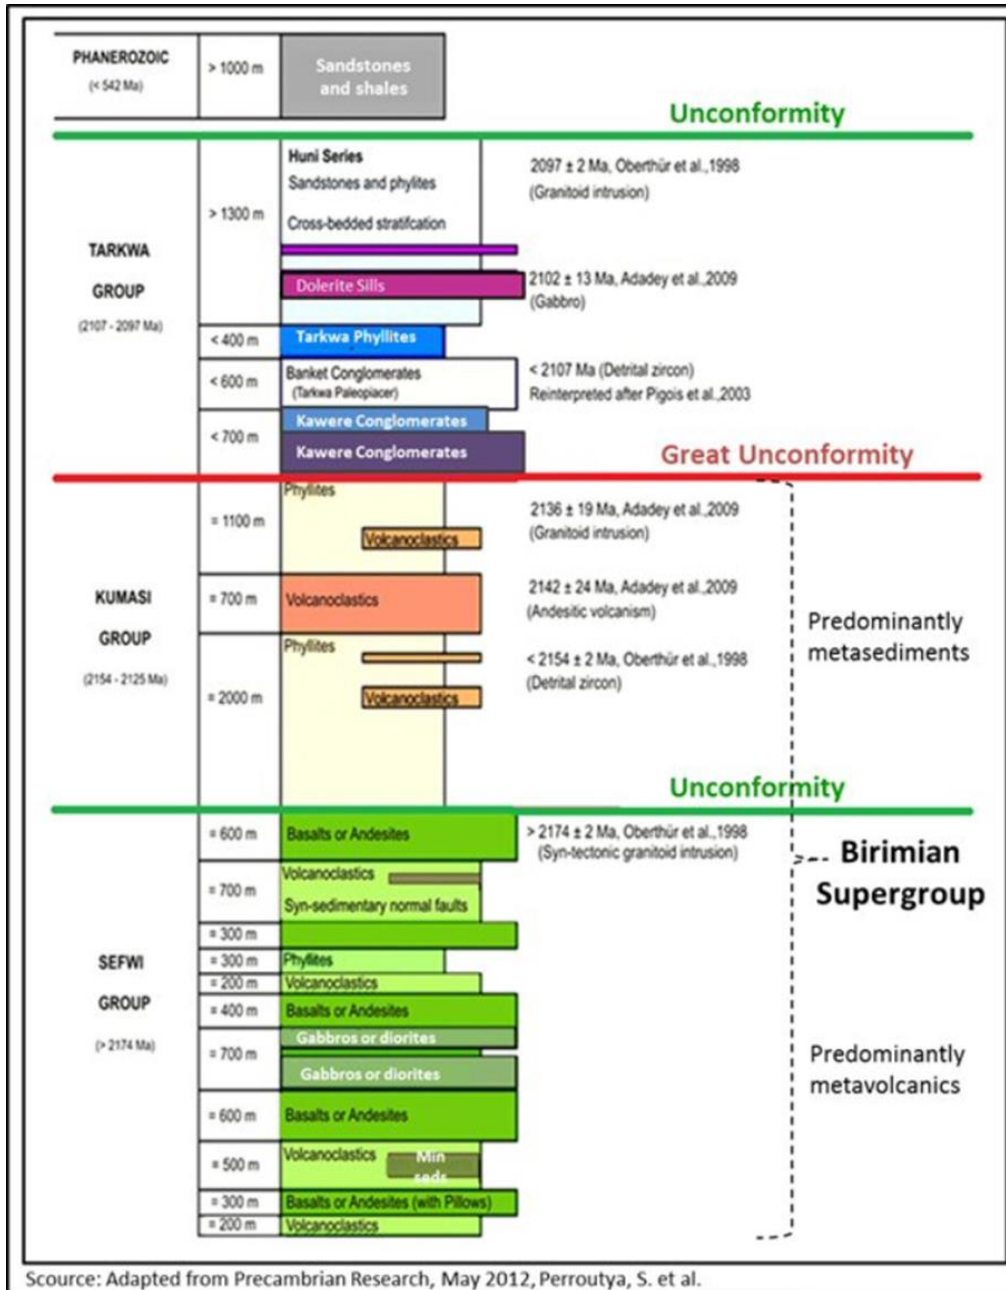 PHANEROZOIC
(< 542 Ma)
> 1000 m
Sandstones
and shales
Unconformity
TARKWA
GROUP
(2107 - 2097 Ma)
> 1300 m
Huni Series
Sandstones and phylites
Cross-bedded stratifcation
2097 ± 2 Ma, Oberthür et al.,1998
(Granitoid intrusion)
Dolerite Sills
2102 ± 13 Ma, Adadey et al.,2009
(Gabbro)
< 400 m
Tarkwa Phyllites
< 600 m
Banket Conglomerates
(Tarkwa Paleopiacer)
< 2107 Ma (Detrital zircon)
Reinterpreted after Pigois et al.,2003
< 700 m
Kawere Conglomerates
Kawere Conglomerates
Great Unconformity
KUMASI
GROUP
(2154 - 2125 Ma)
= 1100 m
Phyllites
Volcanoclastics
2136 ± 19 Ma, Adadey et al.,2009
(Granitoid intrusion)
= 700 m
Volcanoclastics
2142 ± 24 Ma, Adadey et al.,2009
(Andesitic volcanism)
= 2000 m
Phyllites
Volcanoclastics
< 2154 ± 2 Ma, Oberthür et al.,1998
(Detrital zircon)
Predominantly
metasediments
Unconformity
SEFWI
GROUP
(> 2174 Ma)
= 600 m
Basalts or Andesites
> 2174 ± 2 Ma, Oberthür et al.,1998
(Syn-tectonic granitoid intrusion)
Birimian
Supergroup
= 700 m
Volcanoclastics
Syn-sedimentary normal faults
= 300 m
= 300 m
Phyllites
= 200 m
Volcanoclastics
= 400 m
Basalts or Andesites
= 700 m
Gabbros or diorites
Gabbros or diorites
Predominantly
metavolcanics
= 600 m
Basalts or Andesites
= 500 m
Volcanoclastics
Min
seds
= 300 m
Basalts or Andesites (with Pillows)
= 200 m
Volcanoclastics
Scource: Adapted from Precambrian Research, May 2012, Perroutya, S. et al.